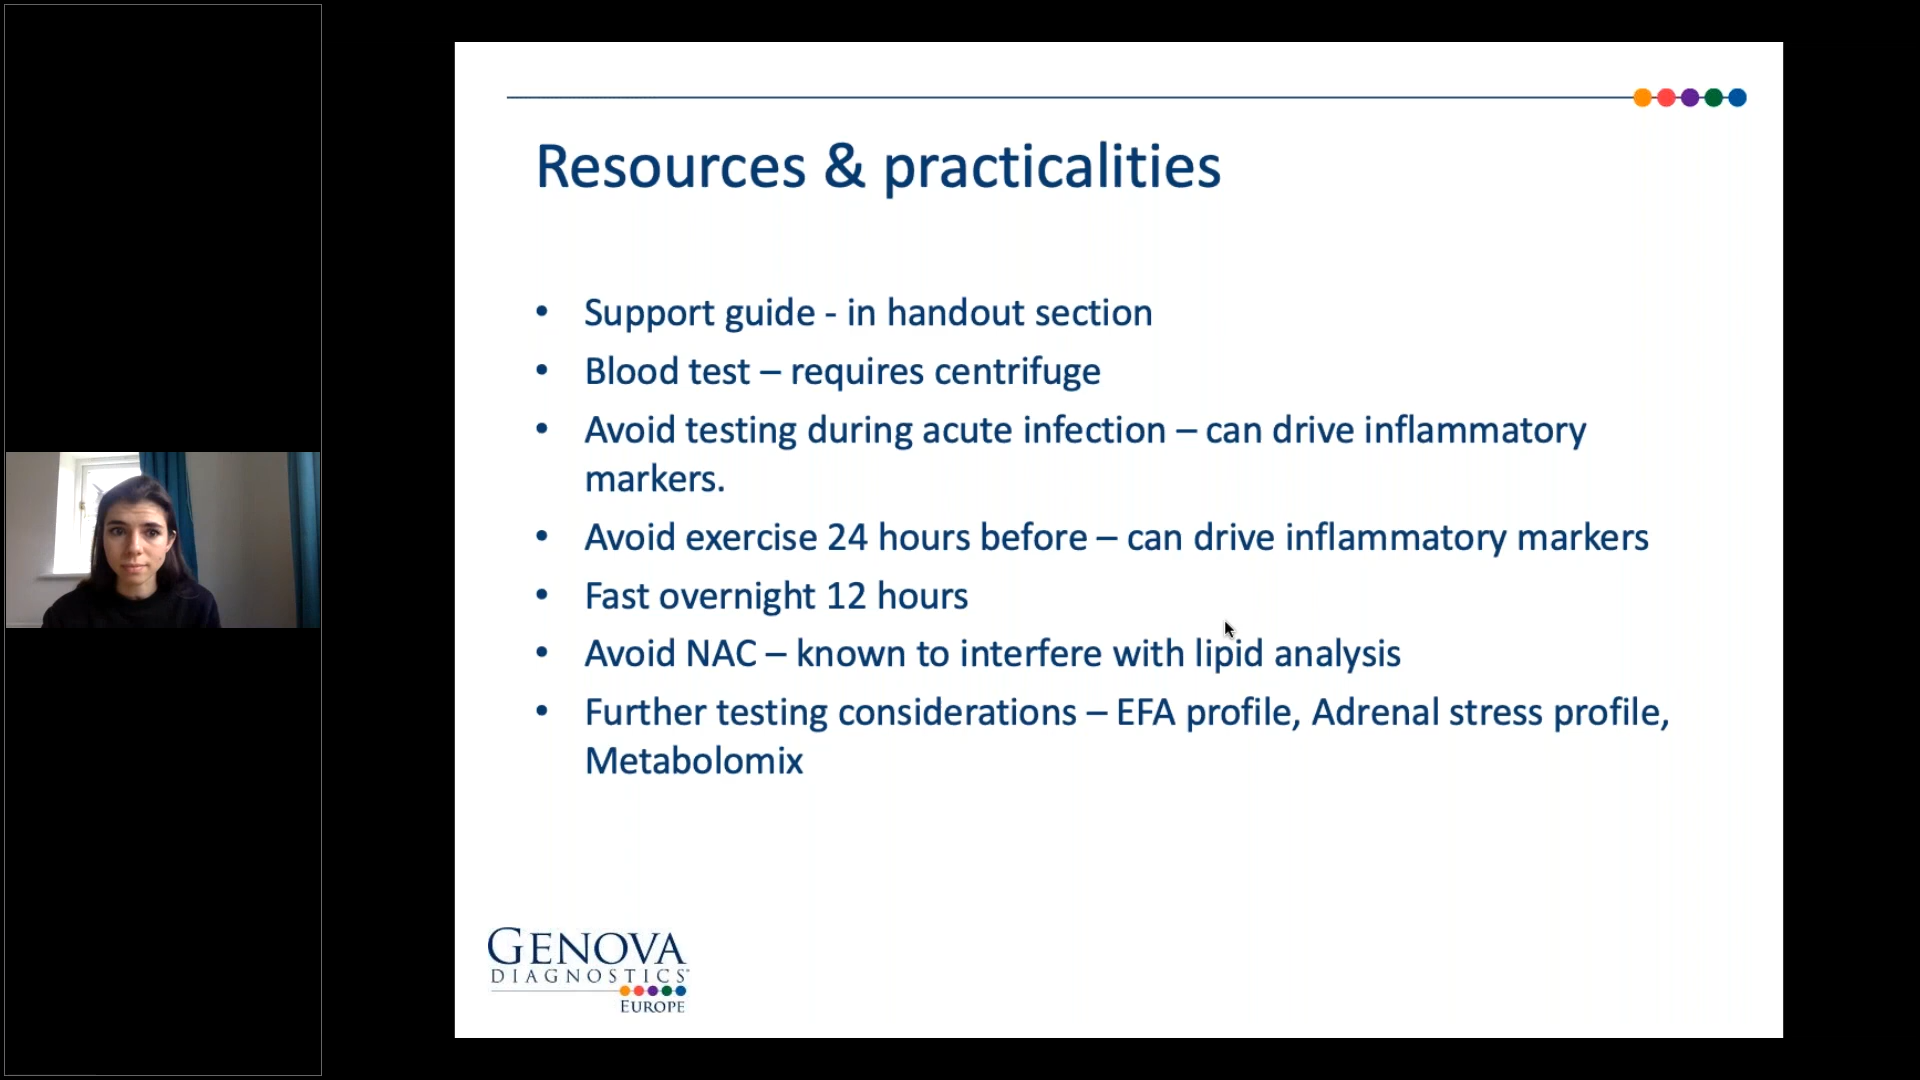 Resources & practicalities
• Support guide - in handout section
• Blood test – requires centrifuge
• Avoid testing during acute infection – can drive inflammatory
markers.
• Avoid exercise 24 hours before – can drive inflammatory markers
• Fast overnight 12 hours
• Avoid NAC – known to interfere with lipid analysis
• Further testing considerations – EFA profile, Adrenal stress profile,
Metabolomix
GENOVA
DIAGNOSTICS
EUROPE